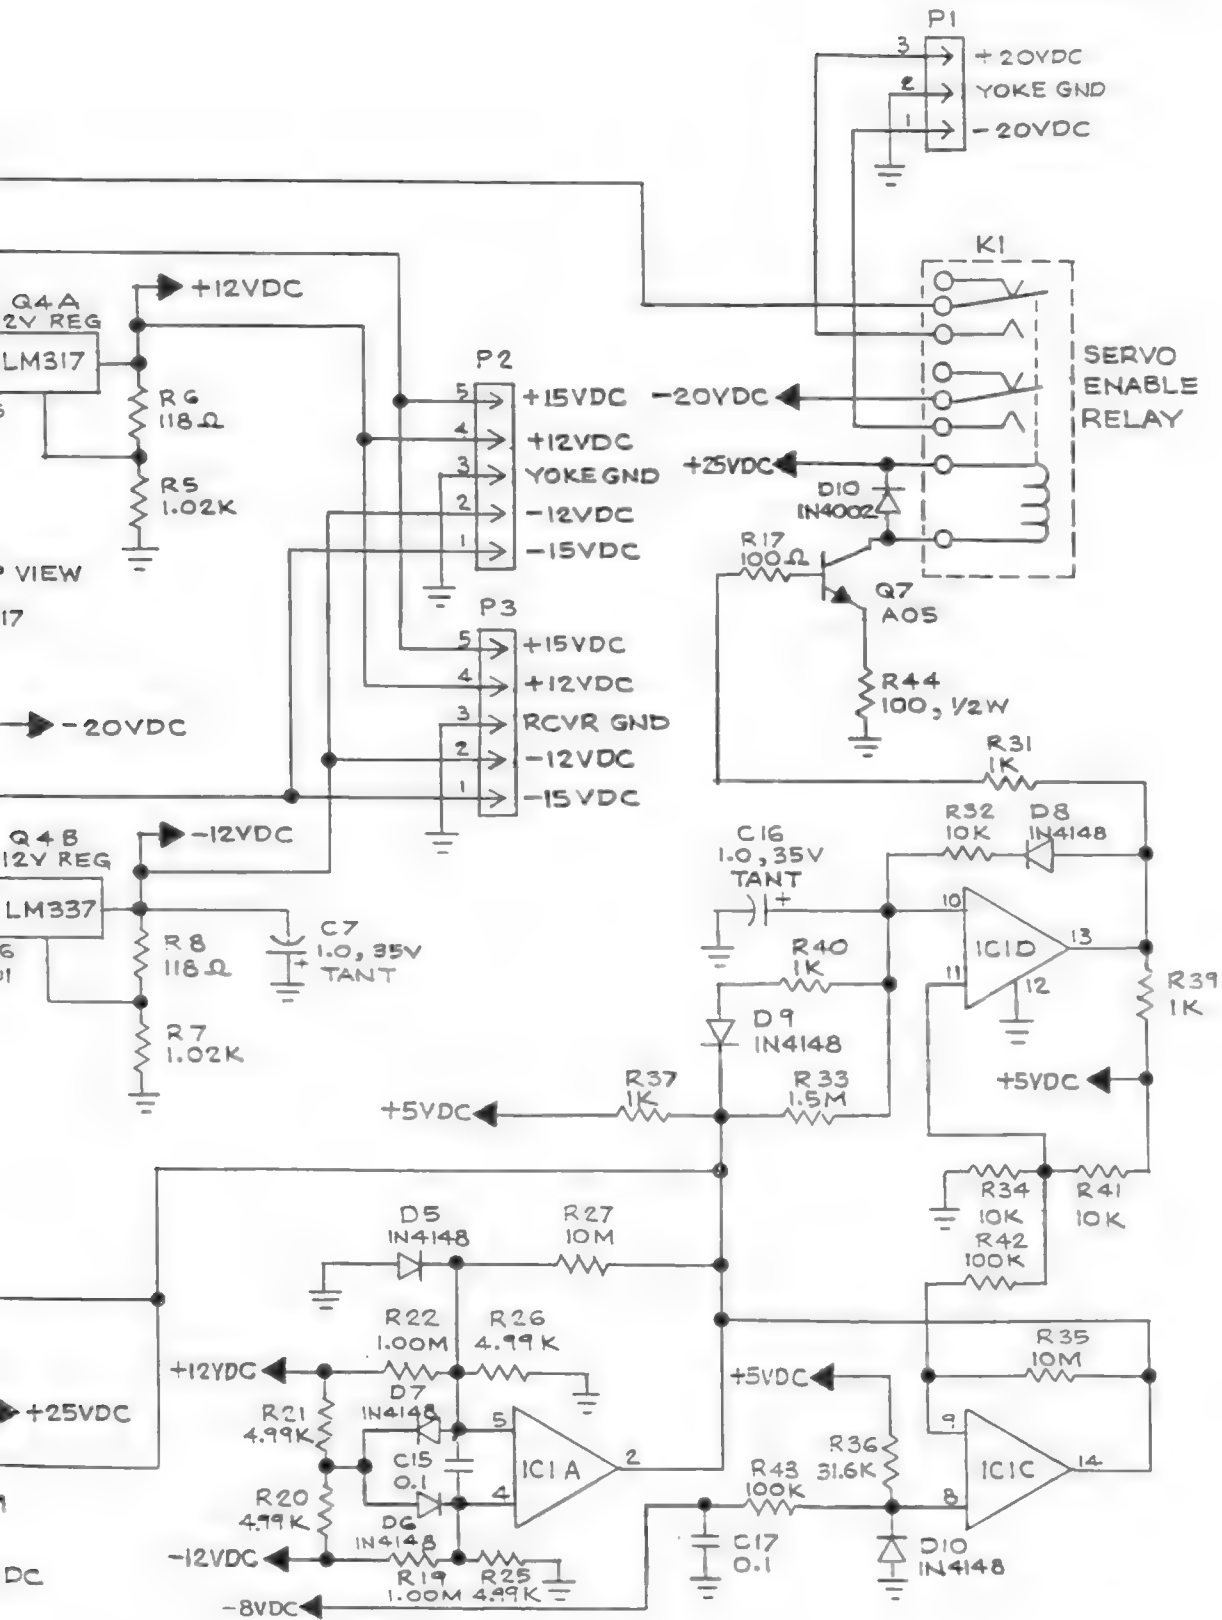 P1
3
+20VDC
2
YOKE GND
1
-20VDC
K1
+12VDC
Q4A
2V REG
LM317
R6
118Ω
R5
1.02K
P2
5
+15VDC
4
+12VDC
3
YOKE GND
2
-12VDC
1
-15VDC
-20VDC
SERVO
ENABLE
RELAY
+25VDC
D10
1N4002
R17
100Ω
Q7
A05
VIEW
17
P3
5
+15VDC
4
+12VDC
3
RCVR GND
2
-12VDC
1
-15VDC
R44
100, 1/2W
-20VDC
R31
1K
-12VDC
Q4B
12V REG
LM337
R8
118Ω
C7
1.0, 35V
+
TANT
R7
1.02K
R32
10K
D8
1N4148
C16
1.0, 35V
TANT
+
10
IC1D
13
11
12
R40
1K
R39
1K
D9
1N4148
+5VDC
R37
1K
R33
1.5M
+5VDC
R34
10K
R41
10K
R42
100K
D5
1N4148
R27
10M
R22
1.00M
R26
4.99K
+12VDC
R35
10M
+5VDC
+25VDC
R21
4.99K
D7
1N4148
5
C15
0.1
IC1A
2
4
R20
4.99K
D6
1N4148
-12VDC
R19
1.00M
R25
4.99K
-8VDC
R43
100K
R36
31.6K
9
IC1C
14
8
C17
0.1
D10
1N4148
DC